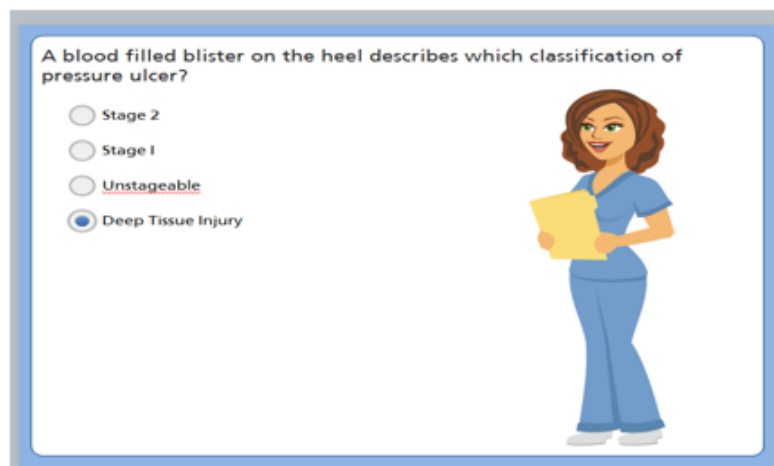 A blood filled blister on the heel describes which classification of
pressure ulcer?
Stage 2
Stage I
Unstageable
Deep Tissue Injury